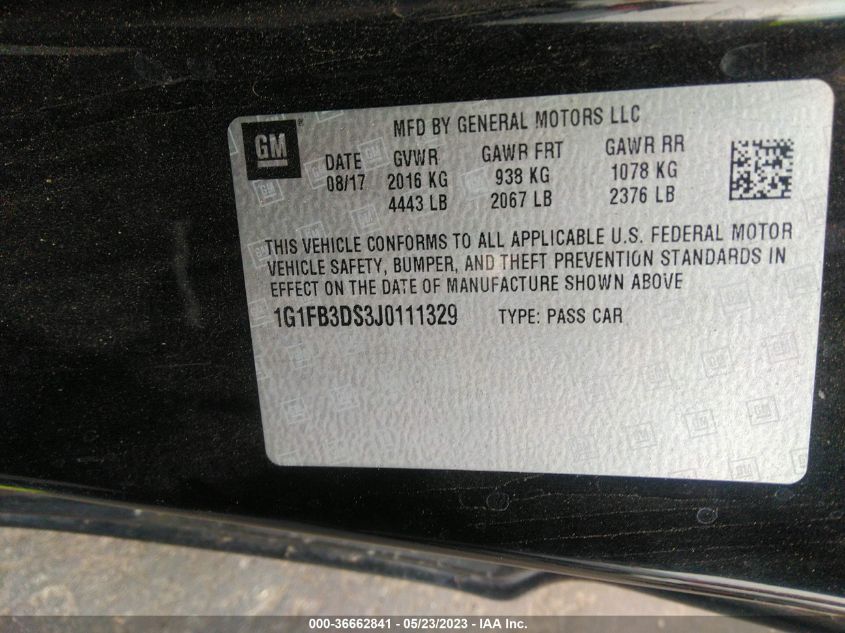 GM
®
MFD BY GENERAL MOTORS LLC
DATE GVWR GAWR FRT GAWR RR
08/17 2016 KG 938 KG 1078 KG
4443 LB 2067 LB 2376 LB
THIS VEHICLE CONFORMS TO ALL APPLICABLE U.S. FEDERAL MOTOR
VEHICLE SAFETY, BUMPER, AND THEFT PREVENTION STANDARDS IN
EFFECT ON THE DATE OF MANUFACTURE SHOWN ABOVE
1G1FB3DS3J0111329 TYPE: PASS CAR
000-36662841 - 05/23/2023 - IAA Inc.